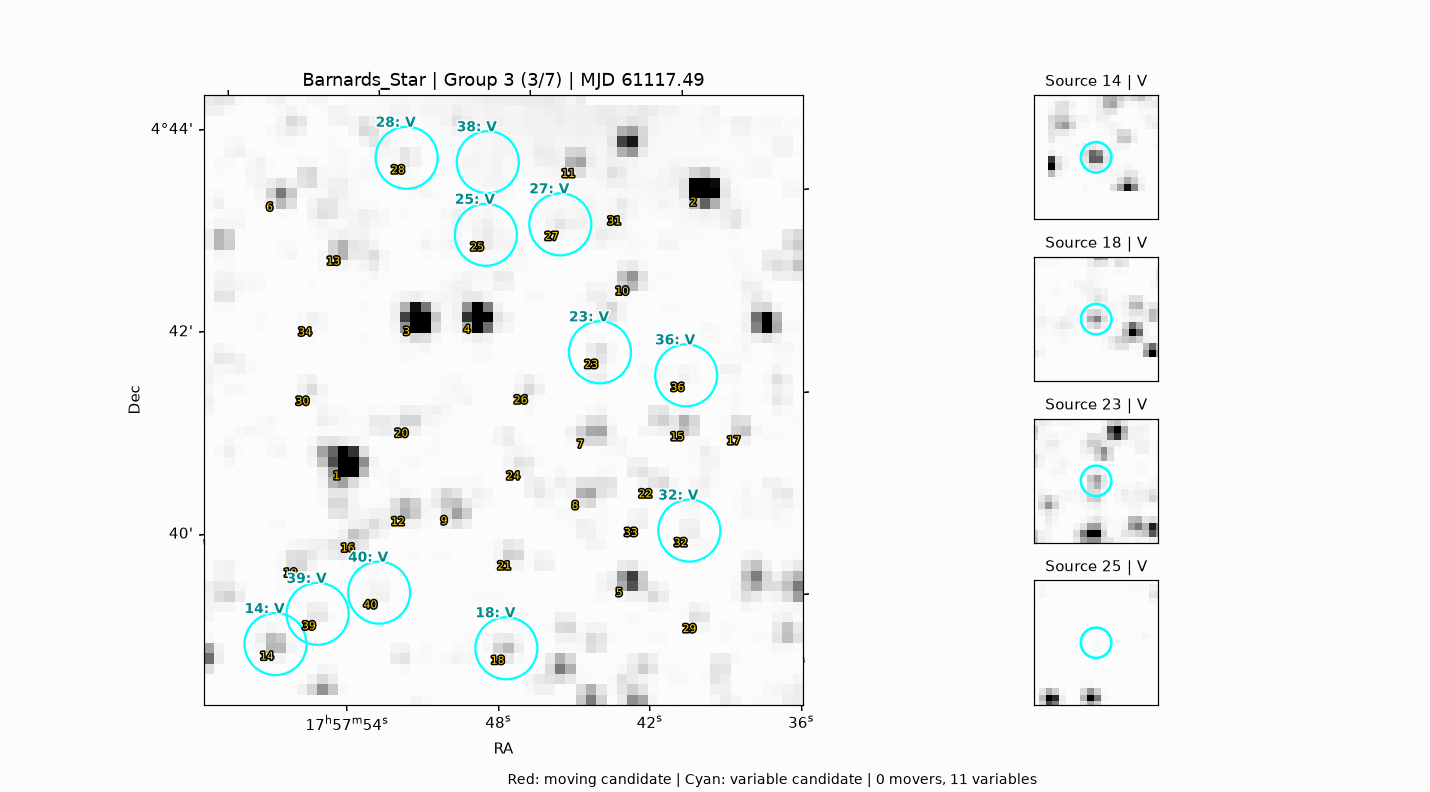 Barnards_Star | Group 3 (3/7) | MJD 61117.49
Source 14 | V
4°44'
28: V
38: V
28
11
27: V
6
25: V
2
31
27
25
13
Source 18 | V
10
23: V
34
3
4
42'
36: V
23
36
Dec
30
26
Source 23 | V
20
15
7
17
1
24
22
32: V
8
12
9
40'
33
32
16
40: V
21
39: V
Source 25 | V
5
40
14: V
18: V
39
29
14
18
17ʰ57ᵐ54ˢ
48ˢ
42ˢ
36ˢ
RA
Red: moving candidate | Cyan: variable candidate | 0 movers, 11 variables